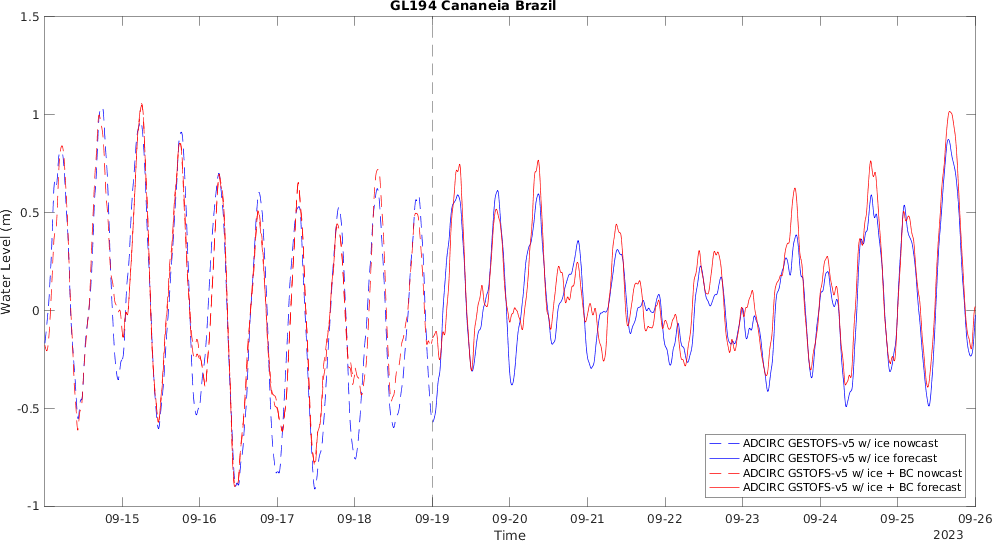 GL194 Cananeia Brazil
1.5
1
0.5
0
-0.5
-1
Water Level (m)
09-15 09-16 09-17 09-18 09-19 09-20 09-21 09-22 09-23 09-24 09-25 09-26
Time
2023
ADCIRC GESTOFS-v5 w/ ice nowcast
ADCIRC GESTOFS-v5 w/ ice forecast
ADCIRC GSTOFS-v5 w/ ice + BC nowcast
ADCIRC GSTOFS-v5 w/ ice + BC forecast